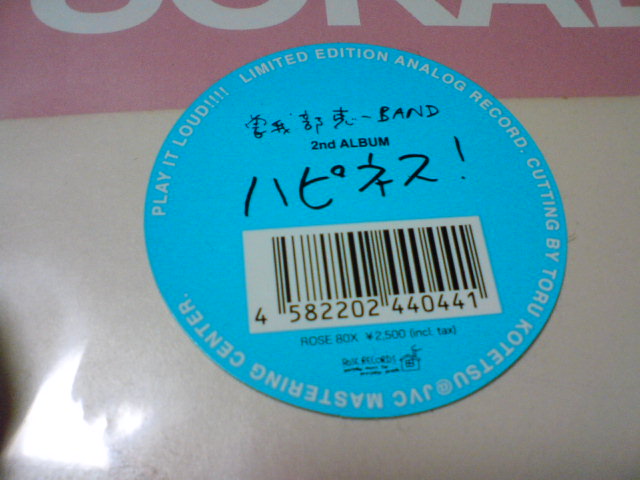 PLAY IT LOUD!!!! LIMITED EDITION ANALOG RECORD. CUTTING BY TORU KOTETSU@JVC MASTERING CENTER.
曽我部恵一BAND
2nd ALBUM
ハピネス!
4 582202 440441
ROSE 80X ¥2,500 (incl. tax)
ROSE RECORDS